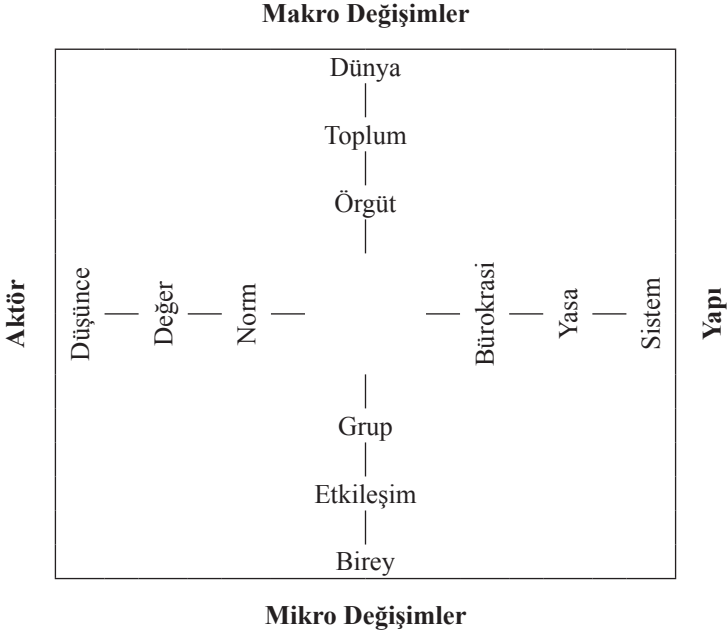 Makro Değişimler
Dünya
Toplum
Örgüt
Aktör
Düşünce
Değer
Norm
Bürokrasi
Yasa
Sistem
Yapı
Grup
Etkileşim
Birey
Mikro Değişimler